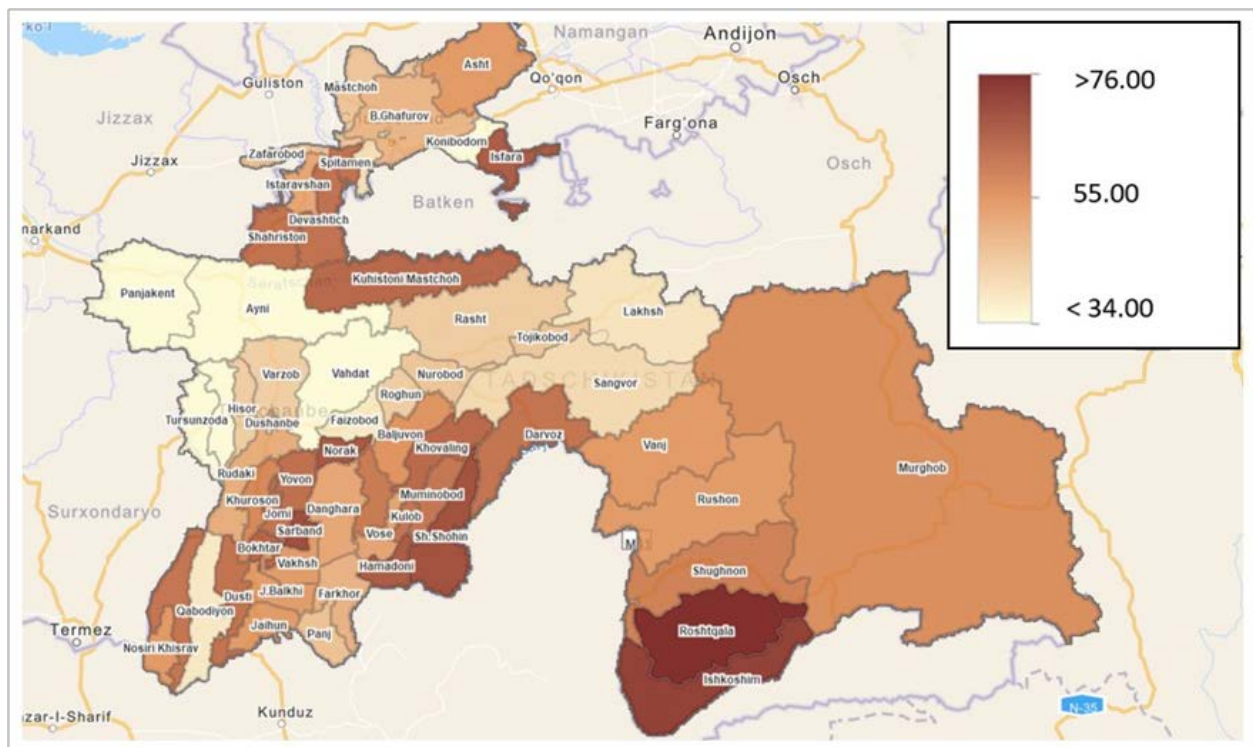 Namangan
Andijon
Asht
Qo'qon
Osch
Guliston
Mastchoh
B.Ghafurov
Jizzax
Farg'ona
Konibodom
Isfara
Zafarobod
Spitamen
Jizzax
Osch
Istaravshan
Batken
Devashtich
Shahriston
markand
Kuhistoni Mastchoh
Panjakent
Ayni
Lakhsh
Rasht
Tojikobod
Varzob
Vahdat
Nurobod
Sangvor
Roghun
Hisor
Tursunzoda
Dushanbe
Faizobod
Baljuvon
Darvoz
Norak
Khovaling
Vanj
Rudaki
Yovon
Murghob
Khuroson
Danghara
Muminobod
Rushon
Surxondaryo
Jomi
Kulob
Sarband
Vose
Sh.Shohin
Bokhtar
Vakhsh
Hamadoni
Shughnon
Dusti
J.Balkhi
Farkhor
Qabodiyon
Termez
Jaihun
Panj
Roshtqala
Nosiri Khisrav
Ishkoshim
zar-I-Sharif
Kunduz
N-35
>76.00
55.00
< 34.00